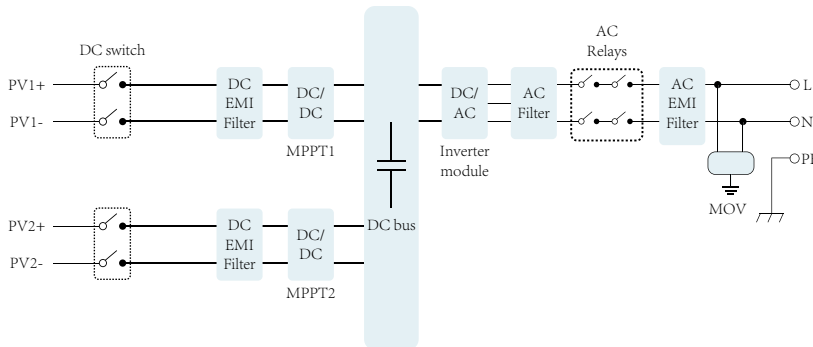 AC
Relays
DC switch
PV1+
PV1-
DC
EMI
Filter
DC/
DC
MPPT1
DC/
AC
Inverter
module
AC
Filter
AC
EMI
Filter
L
N
MOV
PV2+
PV2-
DC
EMI
Filter
DC/
DC
MPPT2
DC bus